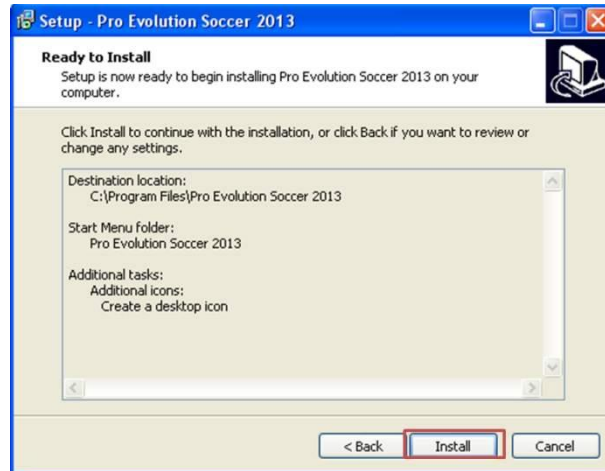 Setup - Pro Evolution Soccer 2013
Ready to Install
Setup is now ready to begin installing Pro Evolution Soccer 2013 on your
computer.
Click Install to continue with the installation, or click Back if you want to review or
change any settings.
Destination location:
C:\Program Files\Pro Evolution Soccer 2013
Start Menu folder:
Pro Evolution Soccer 2013
Additional tasks:
Additional icons:
Create a desktop icon
< Back
Install
Cancel